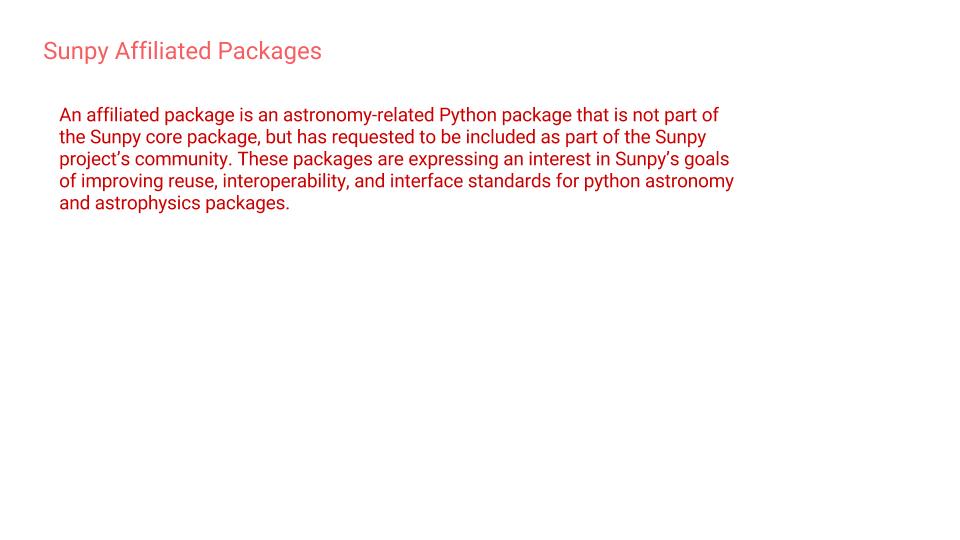 Sunpy Affiliated Packages
An affiliated package is an astronomy-related Python package that is not part of
the Sunpy core package, but has requested to be included as part of the Sunpy
project’s community. These packages are expressing an interest in Sunpy’s goals
of improving reuse, interoperability, and interface standards for python astronomy
and astrophysics packages.